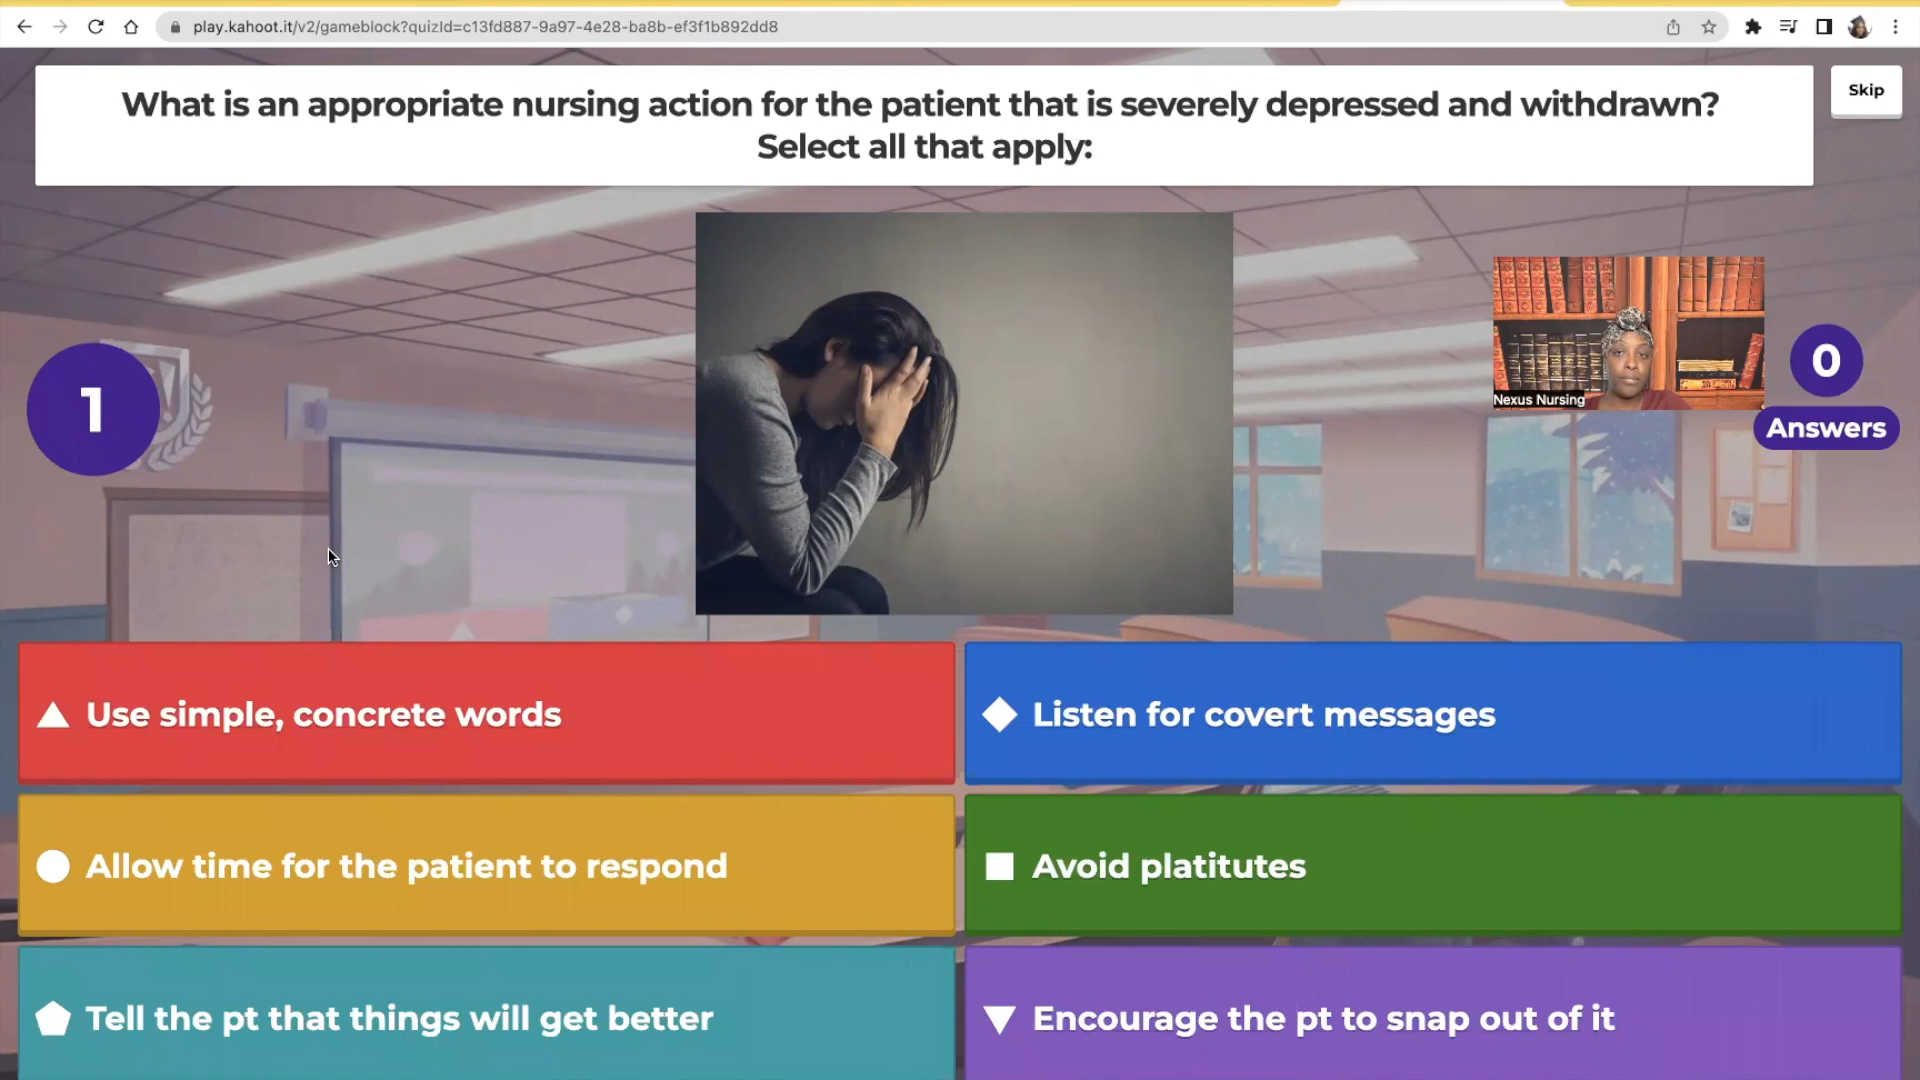 play.kahoot.it/v2/gameblock?quizId=c13fd887-9a97-4e28-ba8b-ef3f1b892dd8
What is an appropriate nursing action for the patient that is severely depressed and withdrawn?
Select all that apply:
Skip
1
Nexus Nursing
0
Answers
Use simple, concrete words
Listen for covert messages
Allow time for the patient to respond
Avoid platitutes
Tell the pt that things will get better
Encourage the pt to snap out of it